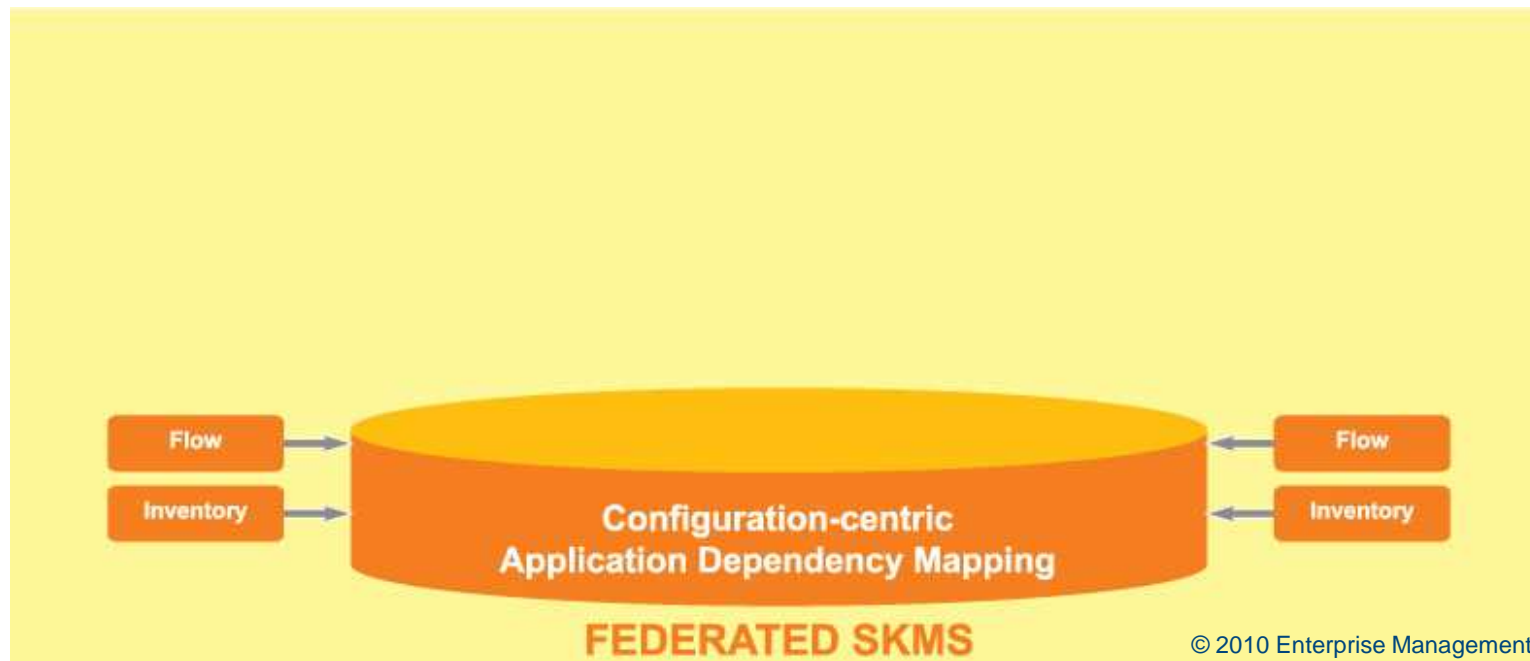 Flow
Flow
Inventory
Inventory
Configuration-centric
Application Dependency Mapping
FEDERATED SKMS
© 2010 Enterprise Management